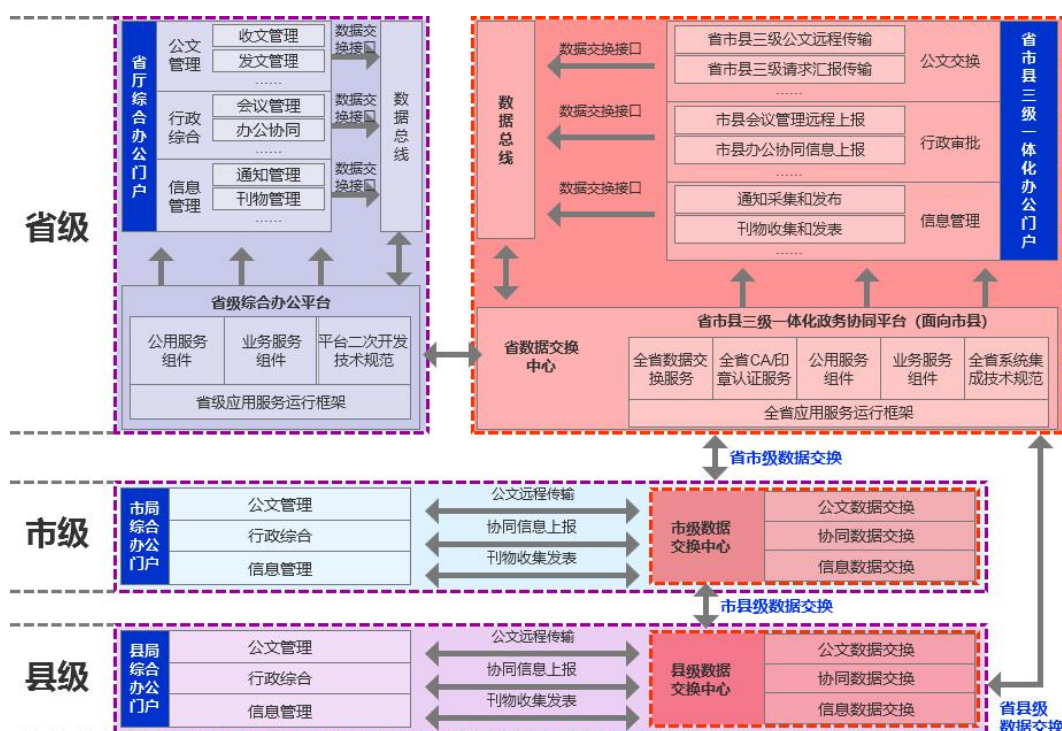 省级
省厅综合办公门户
公文
管理
收文管理
发文管理
......
数据交
换接口
行政
综合
会议管理
办公协同
......
数据交
换接口
信息
管理
通知管理
刊物管理
......
数据交
换接口
数据总线
省级综合办公平台
公用服务
组件
业务服务
组件
平台二次开发
技术规范
省级应用服务运行框架
数据总线
数据交换接口
数据交换接口
数据交换接口
省市县三级公文远程传输
省市县三级请求汇报传输
......
公文交换
市县会议管理远程上报
市县办公协同信息上报
......
行政审批
通知采集和发布
刊物收集和发表
......
信息管理
省市县三级一体化办公门户
省数据交换
中心
省市县三级一体化政务协同平台（面向市县）
全省数据交
换服务
全省CA/印
章认证服务
公用服务
组件
业务服务
组件
全省系统集
成技术规范
全省应用服务运行框架
省市级数据交换
市级
市局
综合
办公
门户
公文管理
行政综合
信息管理
公文远程传输
协同信息上报
刊物收集发表
市级数据
交换中心
公文数据交换
协同数据交换
信息数据交换
市县级数据交换
县级
县局
综合
办公
门户
公文管理
行政综合
信息管理
公文远程传输
协同信息上报
刊物收集发表
县级数据
交换中心
公文数据交换
协同数据交换
信息数据交换
省县级
数据交换